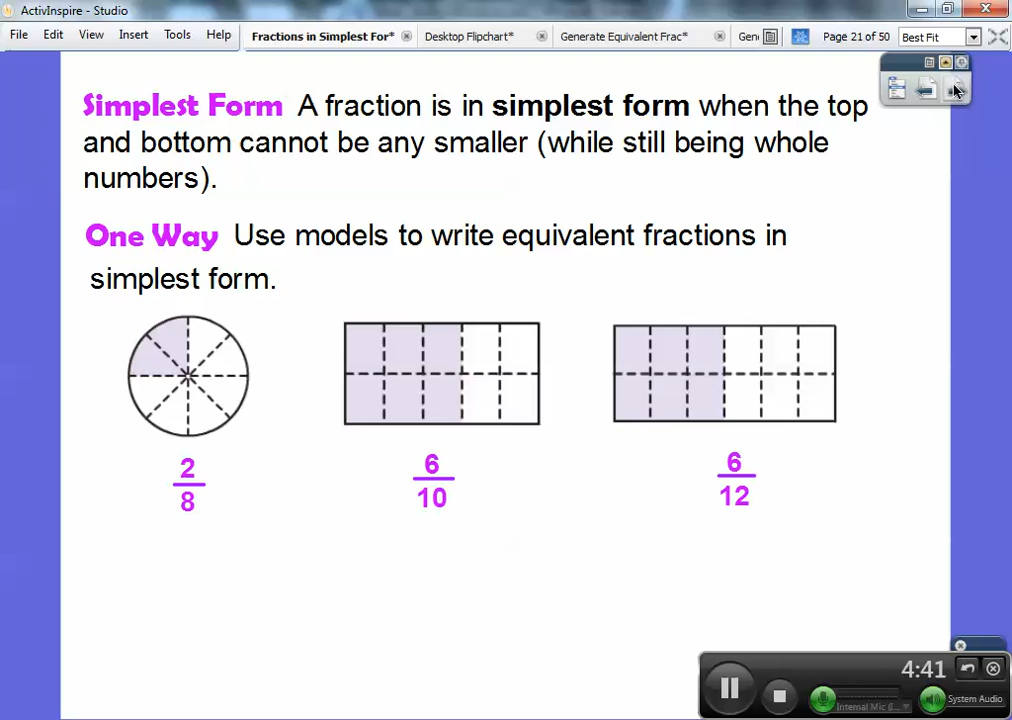 ActivInspire - Studio
File Edit View Insert Tools Help Fractions in Simplest For* Desktop Flipchart* Generate Equivalent Frac* Gen Page 21 of 50 Best Fit
Simplest Form A fraction is in simplest form when the top
and bottom cannot be any smaller (while still being whole
numbers).
One Way Use models to write equivalent fractions in
simplest form.
2 6 6
8 10 12
4:41
Internal Mic (I... System Audio